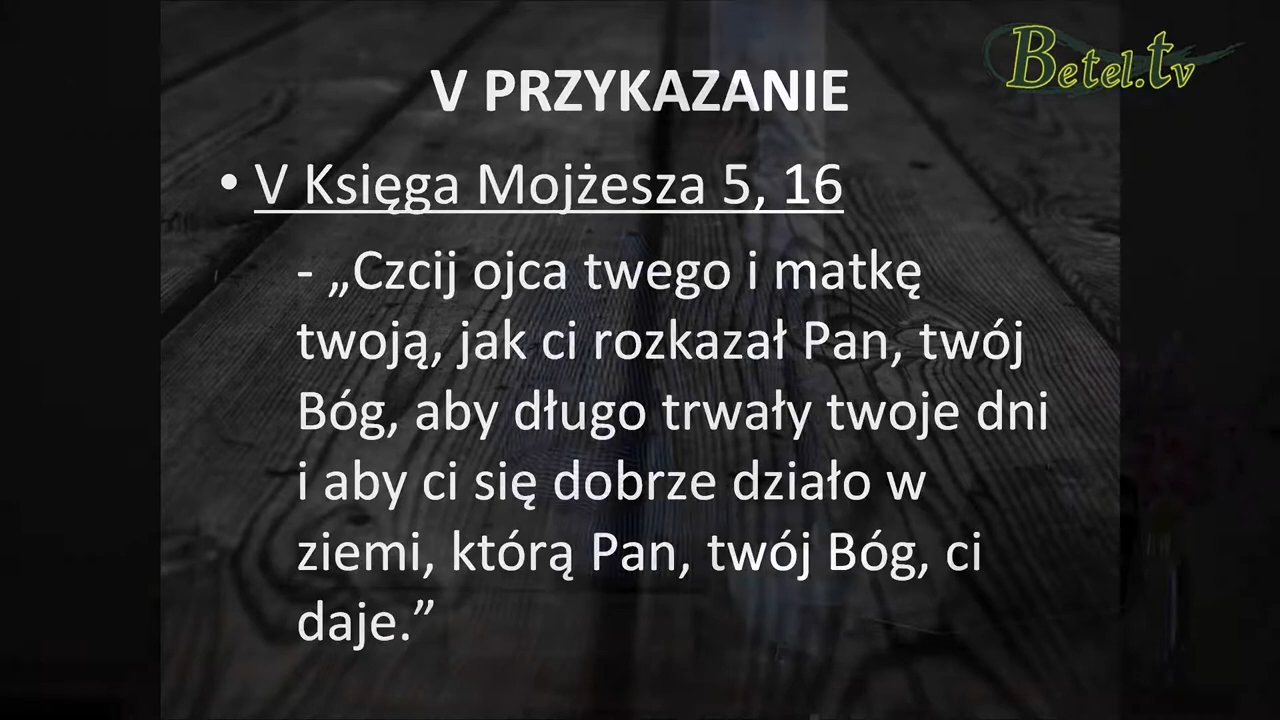 Betel.tv
V PRZYKAZANIE
• V Księga Mojżesza 5, 16
- „Czcij ojca twego i matkę
twoją, jak ci rozkazał Pan, twój
Bóg, aby długo trwały twoje dni
i aby ci się dobrze działo w
ziemi, którą Pan, twój Bóg, ci
daje.”